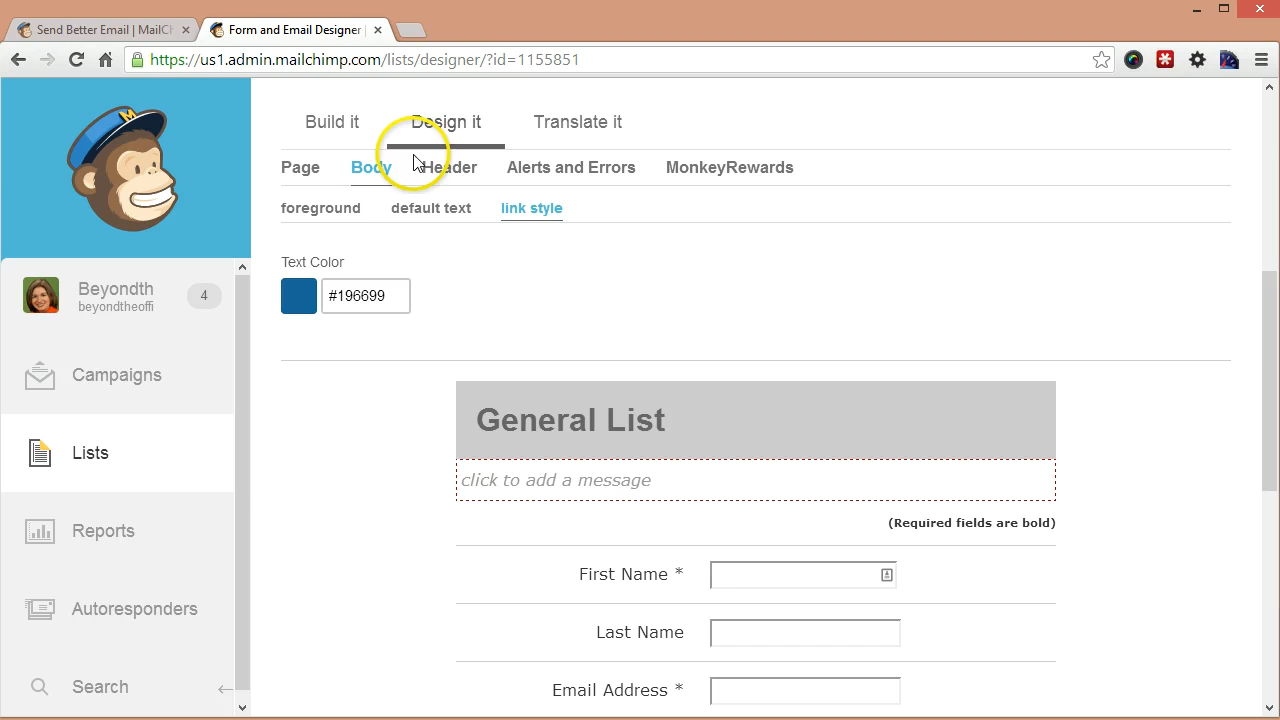 Send Better Email | MailCh
Form and Email Designer |
https://us1.admin.mailchimp.com/lists/designer/?id=1155851
Build it Design it Translate it
Page Body Header Alerts and Errors MonkeyRewards
foreground default text link style
Text Color
#196699
Beyondth
beyondtheoffi
4
Campaigns
Lists
Reports
Autoresponders
Search
General List
click to add a message
(Required fields are bold)
First Name *
Last Name
Email Address *